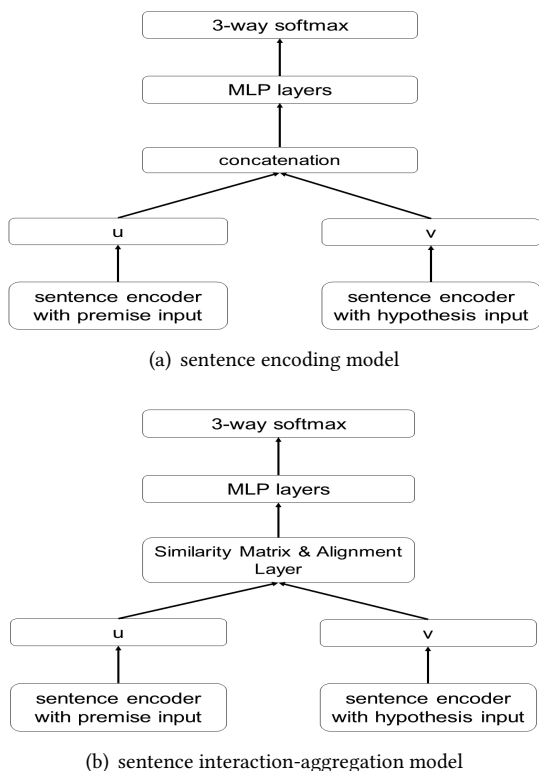 3-way softmax
MLP layers
concatenation
u
v
sentence encoder
with premise input
sentence encoder
with hypothesis input
(a) sentence encoding model
3-way softmax
MLP layers
Similarity Matrix & Alignment
Layer
u
v
sentence encoder
with premise input
sentence encoder
with hypothesis input
(b) sentence interaction-aggregation model